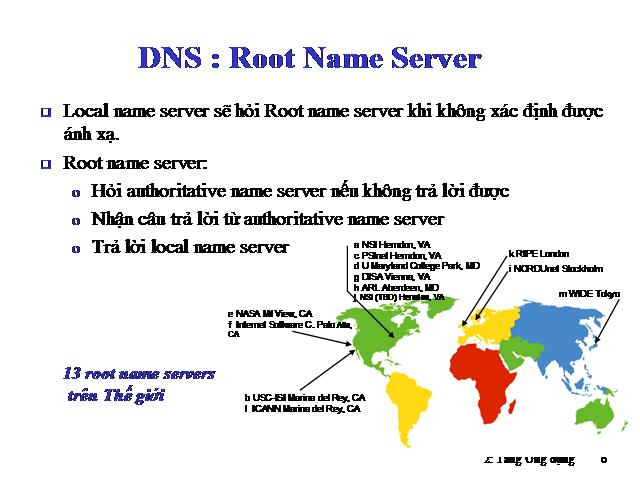 DNS : Root Name Server
Local name server sẽ hỏi Root name server khi không xác định được
ánh xạ.
Root name server:
Hỏi authoritative name server nếu không trả lời được
Nhận câu trả lời từ authoritative name server
Trả lời local name server
a NSI Herndon, VA
c PSInet Herndon, VA
d U Maryland College Park, MD
g DISA Vienna, VA
h ARL Aberdeen, MD
j NSI (TBD) Herndon, VA
k RIPE London
i NORDUnet Stockholm
m WIDE Tokyo
e NASA Mt View, CA
f Internet Software C. Palo Alto,
CA
13 root name servers
trên Thế giới
b USC-ISI Marina del Rey, CA
l ICANN Marina del Rey, CA
2: Tầng Ứng dụng 6